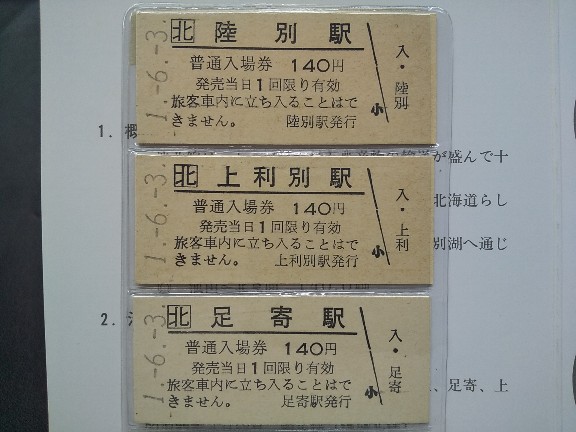 北 陸別駅
普通入場券 140円
発売当日1回限り有効
旅客車内に立ち入ることはで
きません。 陸別駅発行
小
入・陸別
1.-6.-3.
北 上利別駅
普通入場券 140円
発売当日1回限り有効
旅客車内に立ち入ることはで
きません。 上利別駅発行
小
入・上利
1.-6.-3.
北 足寄駅
普通入場券 140円
発売当日1回限り有効
旅客車内に立ち入ることはで
きません。 足寄駅発行
小
入・足寄
1.-6.-3.
1. 概
が盛んで十
北海道らし
別湖へ通じ
2.
、足寄、上